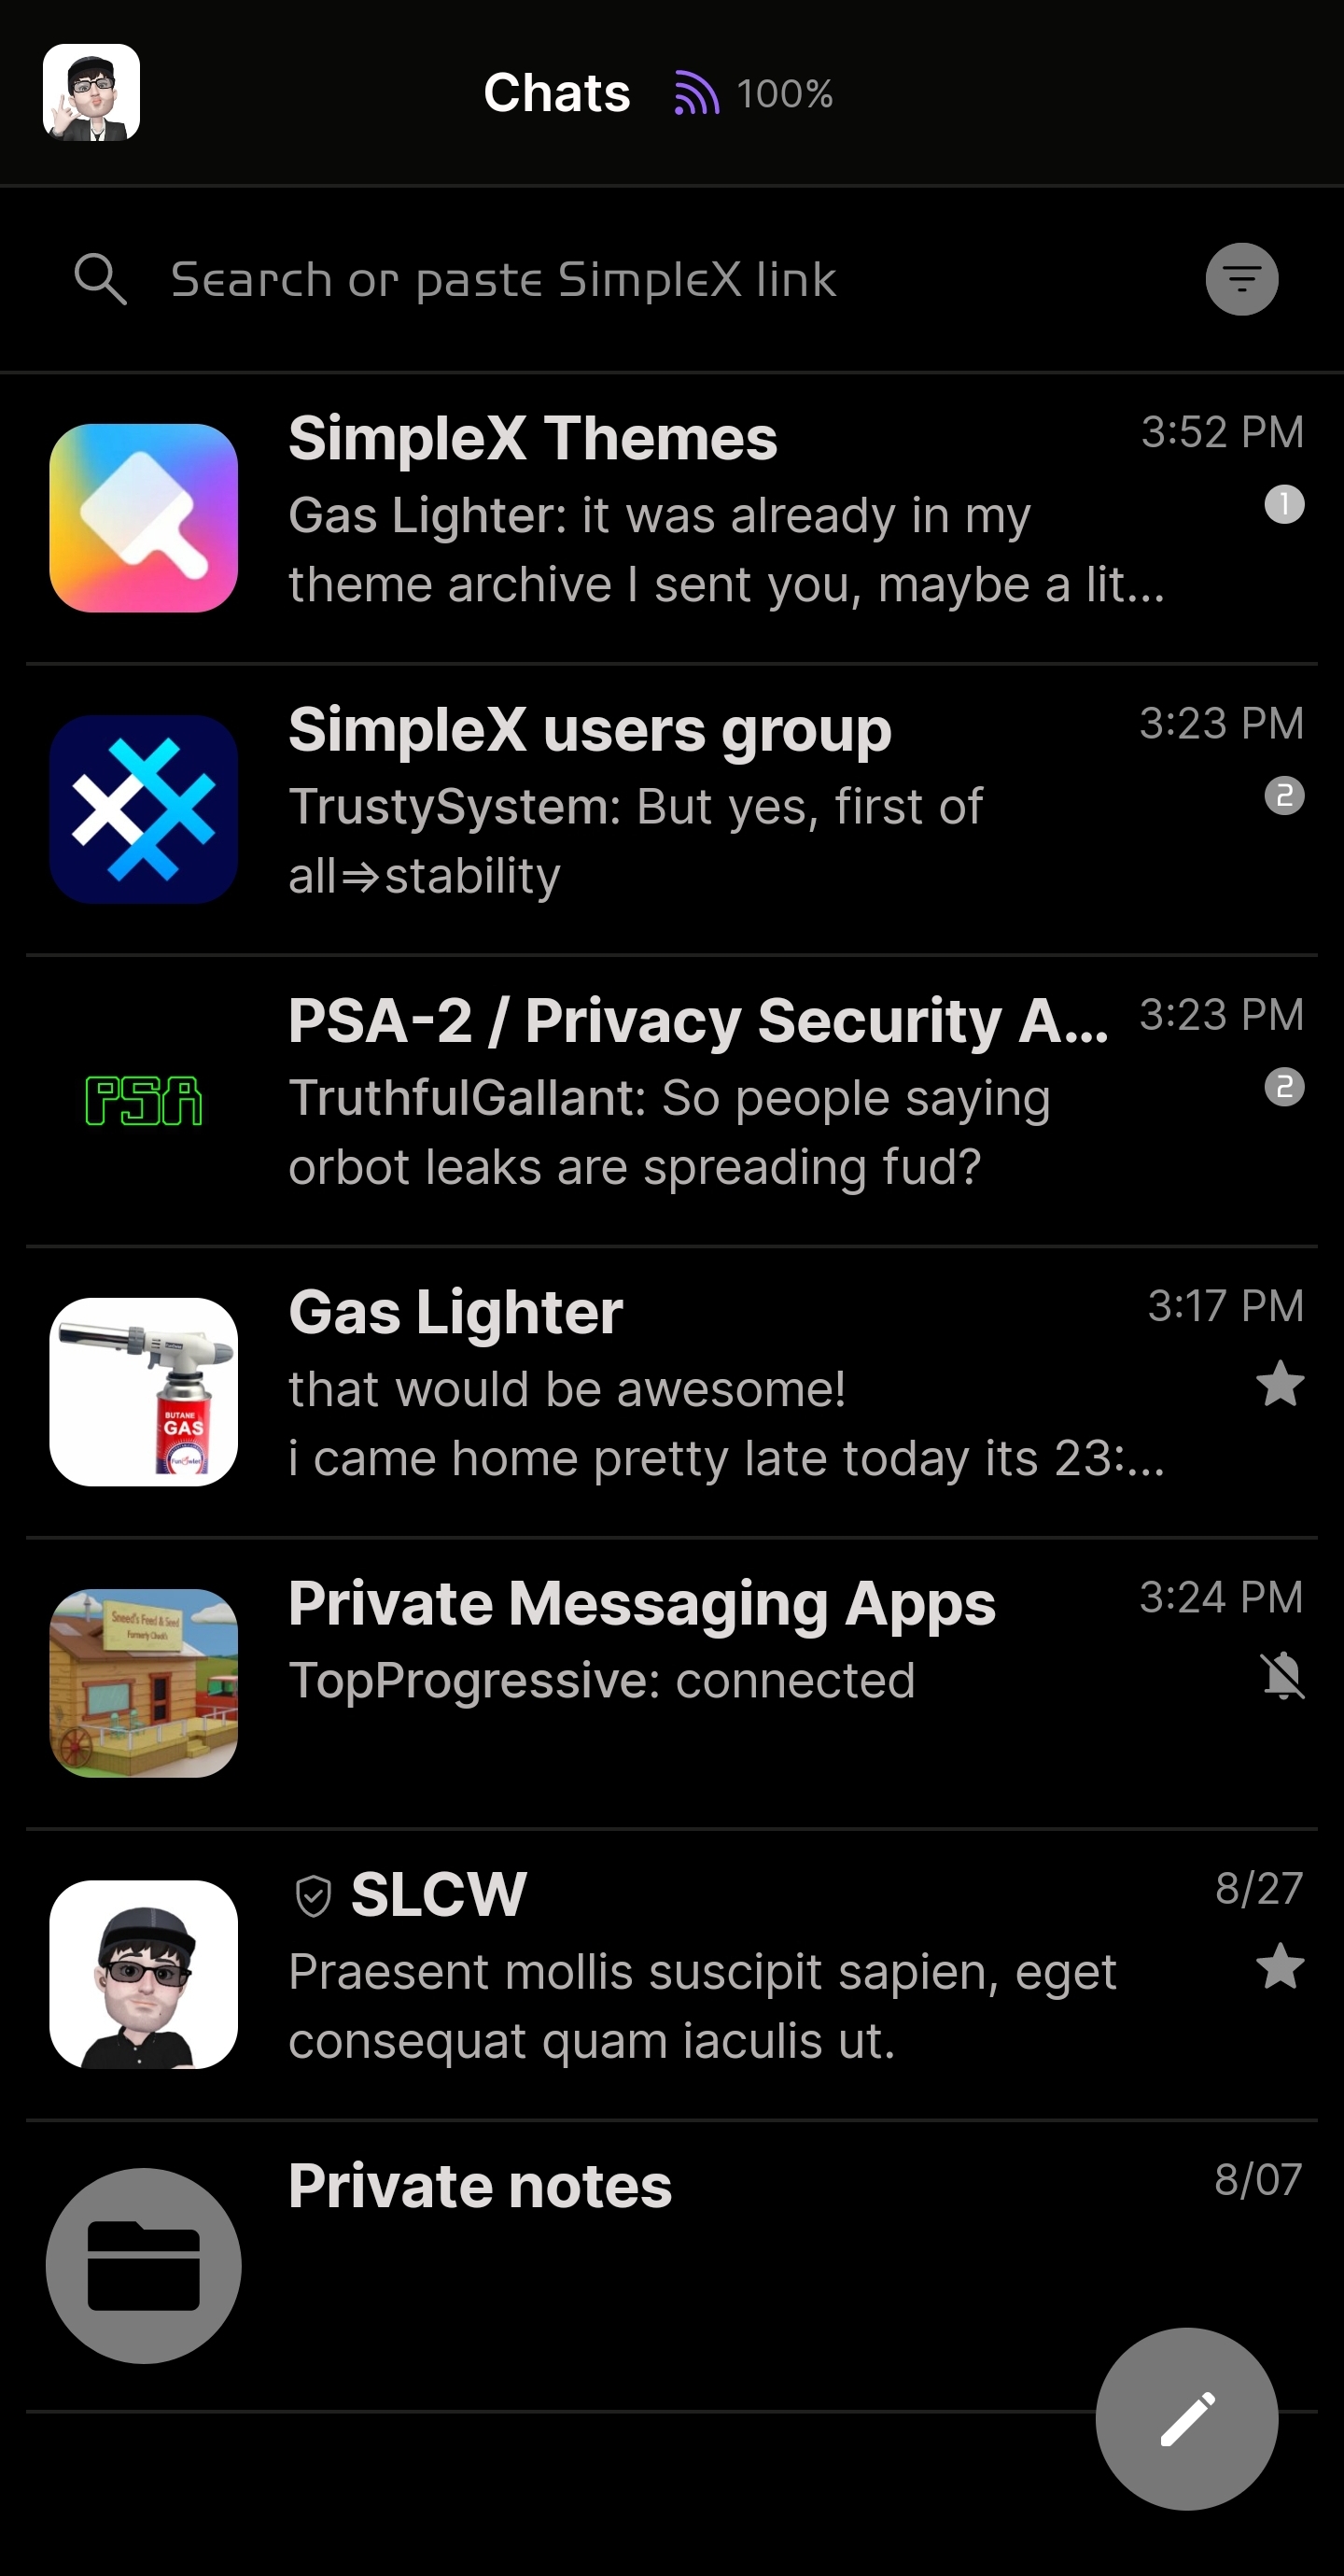 Chats 100%
Search or paste SimpleX link
SimpleX Themes 3:52 PM
Gas Lighter: it was already in my 1
theme archive I sent you, maybe a lit...
SimpleX users group 3:23 PM
TrustySystem: But yes, first of 2
all⇒stability
PSA-2 / Privacy Security A... 3:23 PM
PSA
TruthfulGallant: So people saying 2
orbot leaks are spreading fud?
Gas Lighter 3:17 PM
that would be awesome!
i came home pretty late today its 23:...
BUTANE
GAS
Private Messaging Apps 3:24 PM
Sneed's Feed & Seed
Formerly Chuck's
TopProgressive: connected
SLCW 8/27
Praesent mollis suscipit sapien, eget
consequat quam iaculis ut.
Private notes 8/07